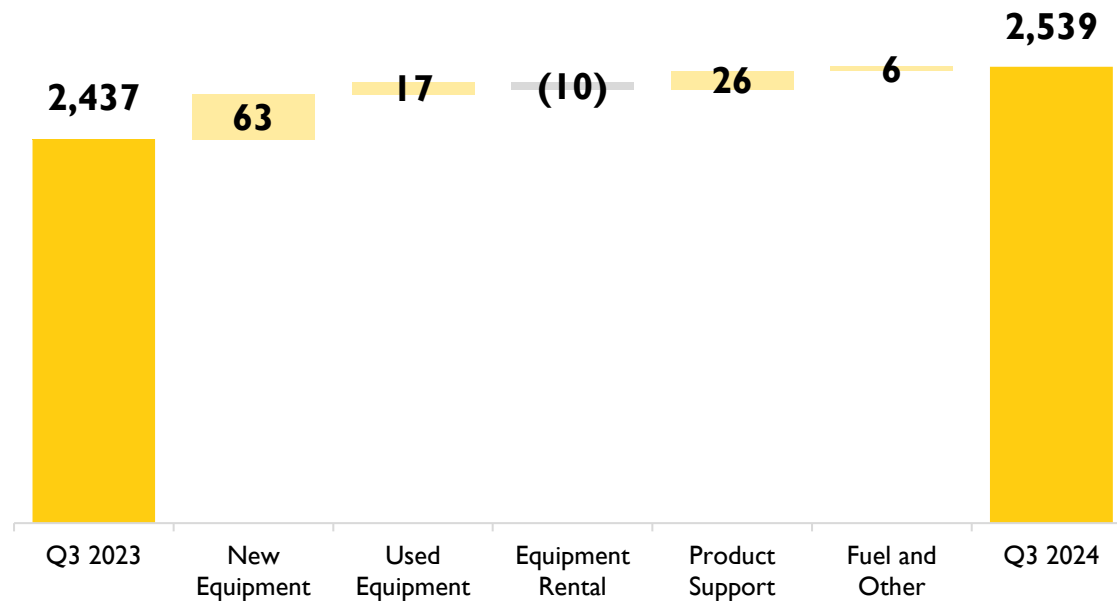 2,437
63
17
(10)
26
6
2,539
Q3 2023
New
Equipment
Used
Equipment
Equipment
Rental
Product
Support
Fuel and
Other
Q3 2024